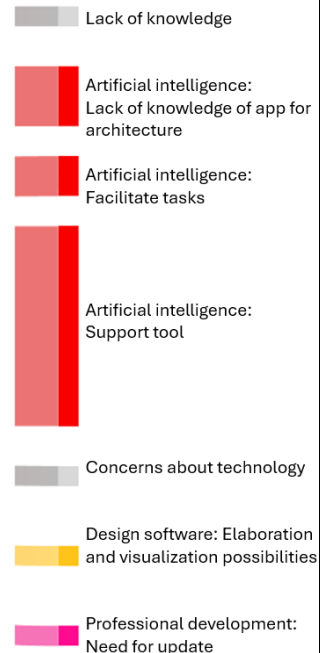 Lack of knowledge
Artificial intelligence:
Lack of knowledge of app for
architecture
Artificial intelligence:
Facilitate tasks
Artificial intelligence:
Support tool
Concerns about technology
Design software: Elaboration
and visualization possibilities
Professional development:
Need for update